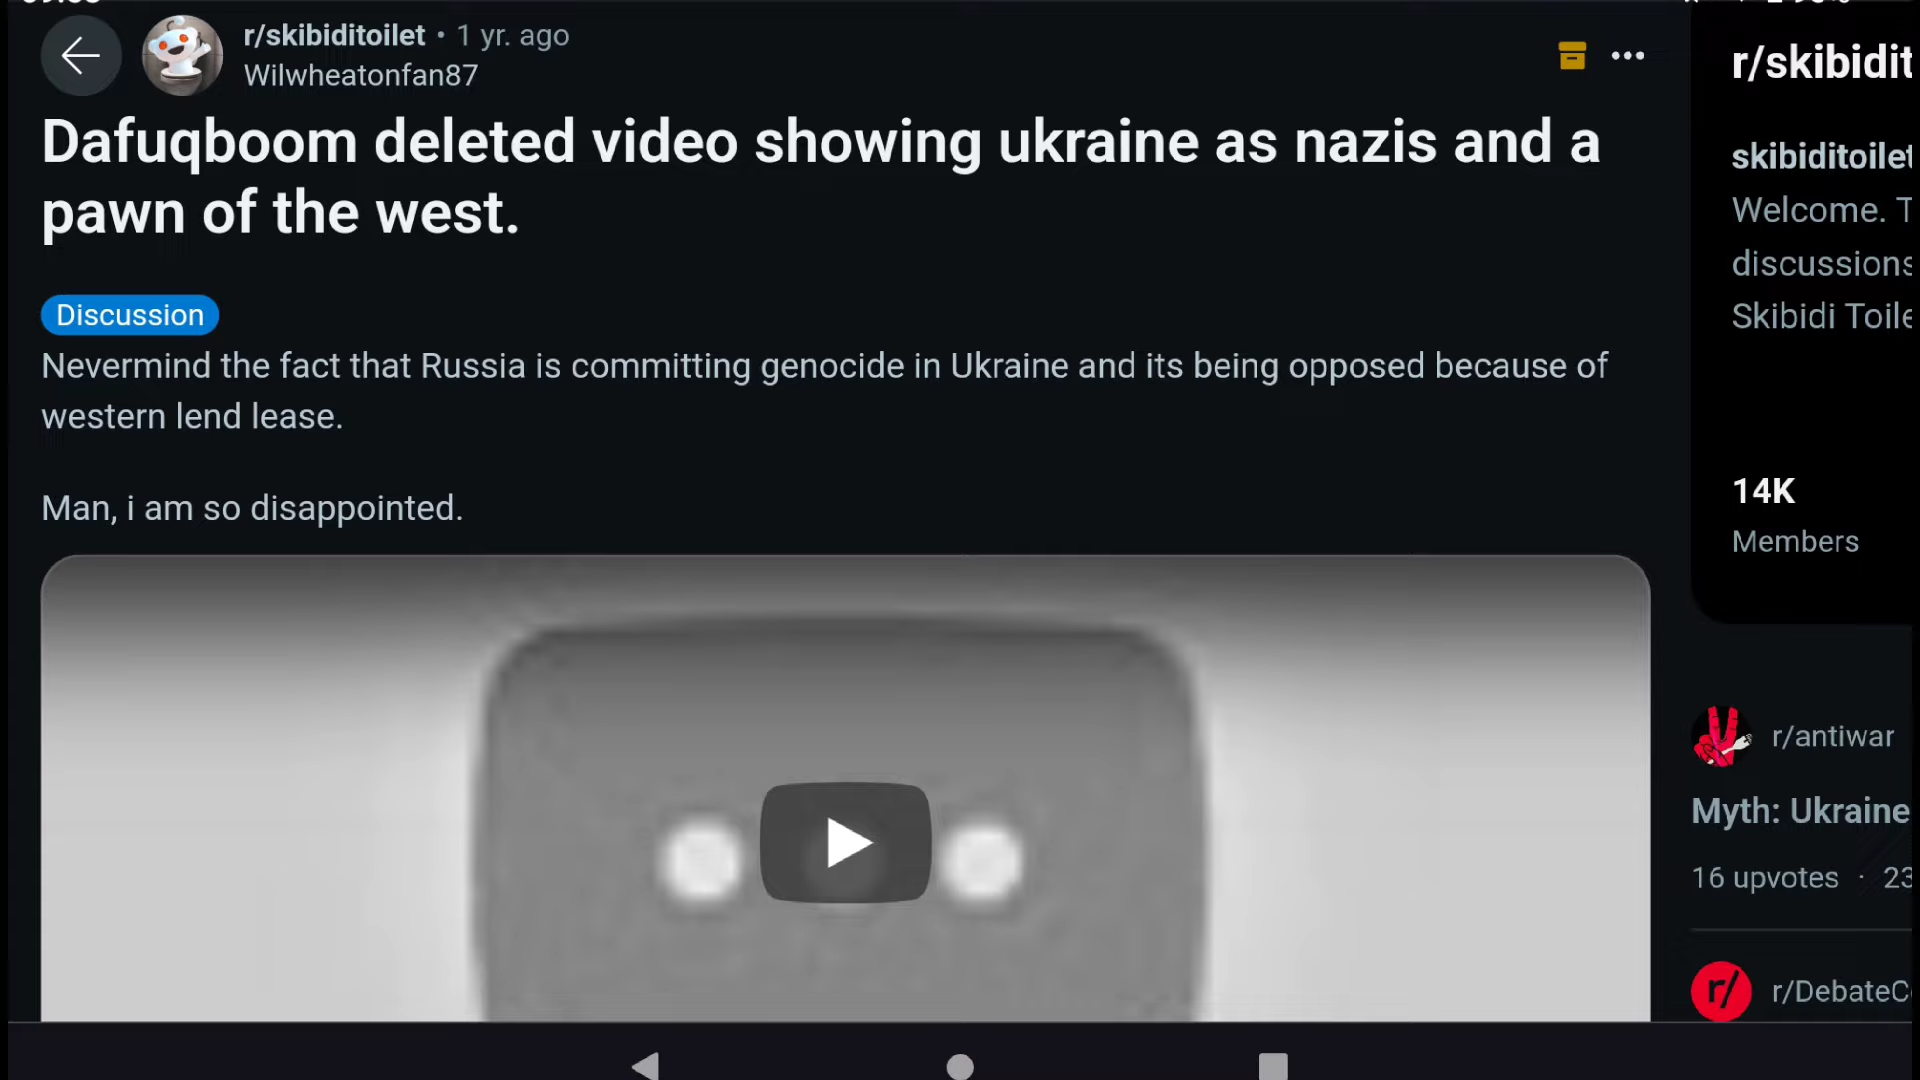 r/skibiditoilet • 1 yr. ago
Wilwheatonfan87
Dafuqboom deleted video showing ukraine as nazis and a
pawn of the west.
Discussion
Nevermind the fact that Russia is committing genocide in Ukraine and its being opposed because of
western lend lease.
Man, i am so disappointed.
r/skibidit
skibiditoilet
Welcome. T
discussions
Skibidi Toile
14K
Members
r/antiwar
Myth: Ukraine
16 upvotes · 23
r/
r/DebateC